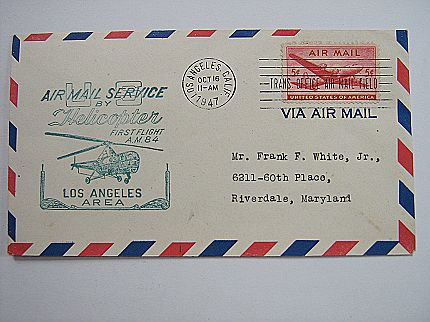 AIR MAIL SERVICE
U S
BY
Helicopter
FIRST FLIGHT
A.M. 84
LOS ANGELES
AREA
LOS ANGELES, CALIF.
OCT 16
11-AM
1947
AIR MAIL
5¢ 5¢
TRANS-OFFICE AIR MAIL FIELD
UNITED STATES OF AMERICA
VIA AIR MAIL
Mr. Frank F. White, Jr.,
6211-60th Place,
Riverdale, Maryland